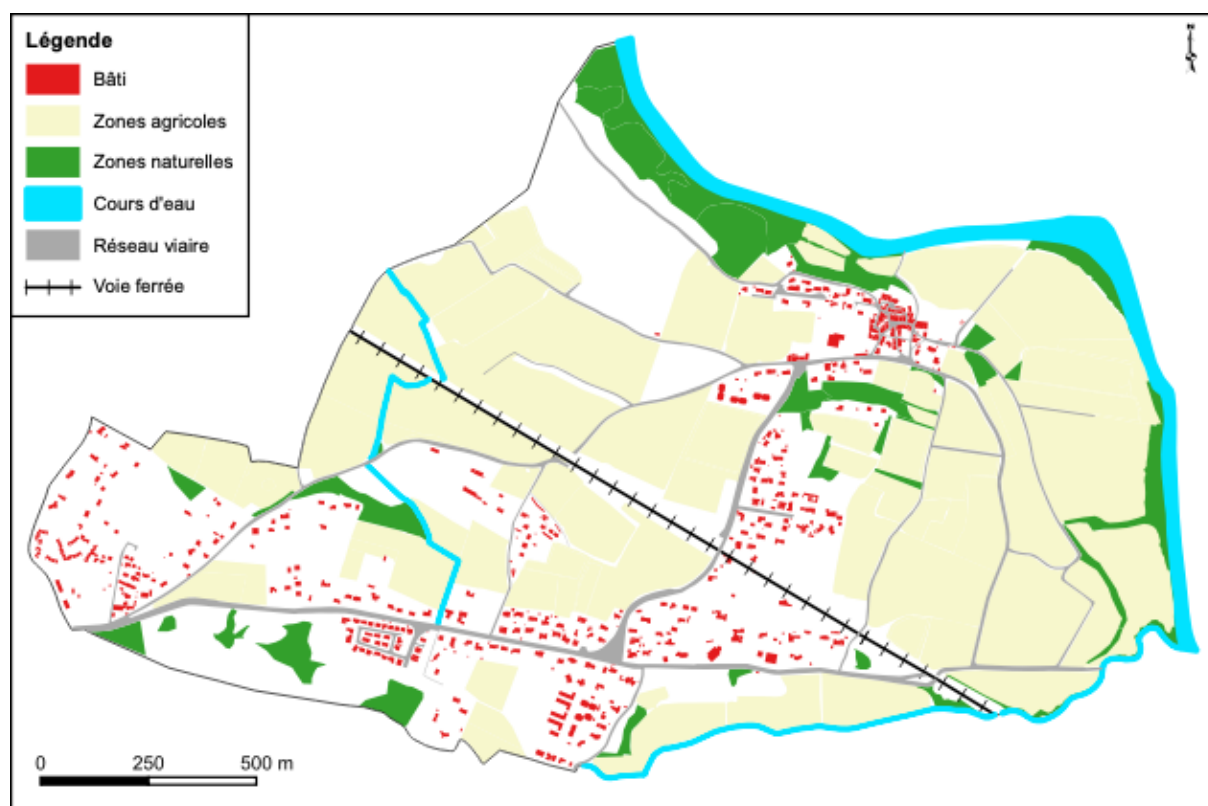 Légende
Bâti
Zones agricoles
Zones naturelles
Cours d'eau
Réseau viaire
Voie ferrée
N
0 250 500 m